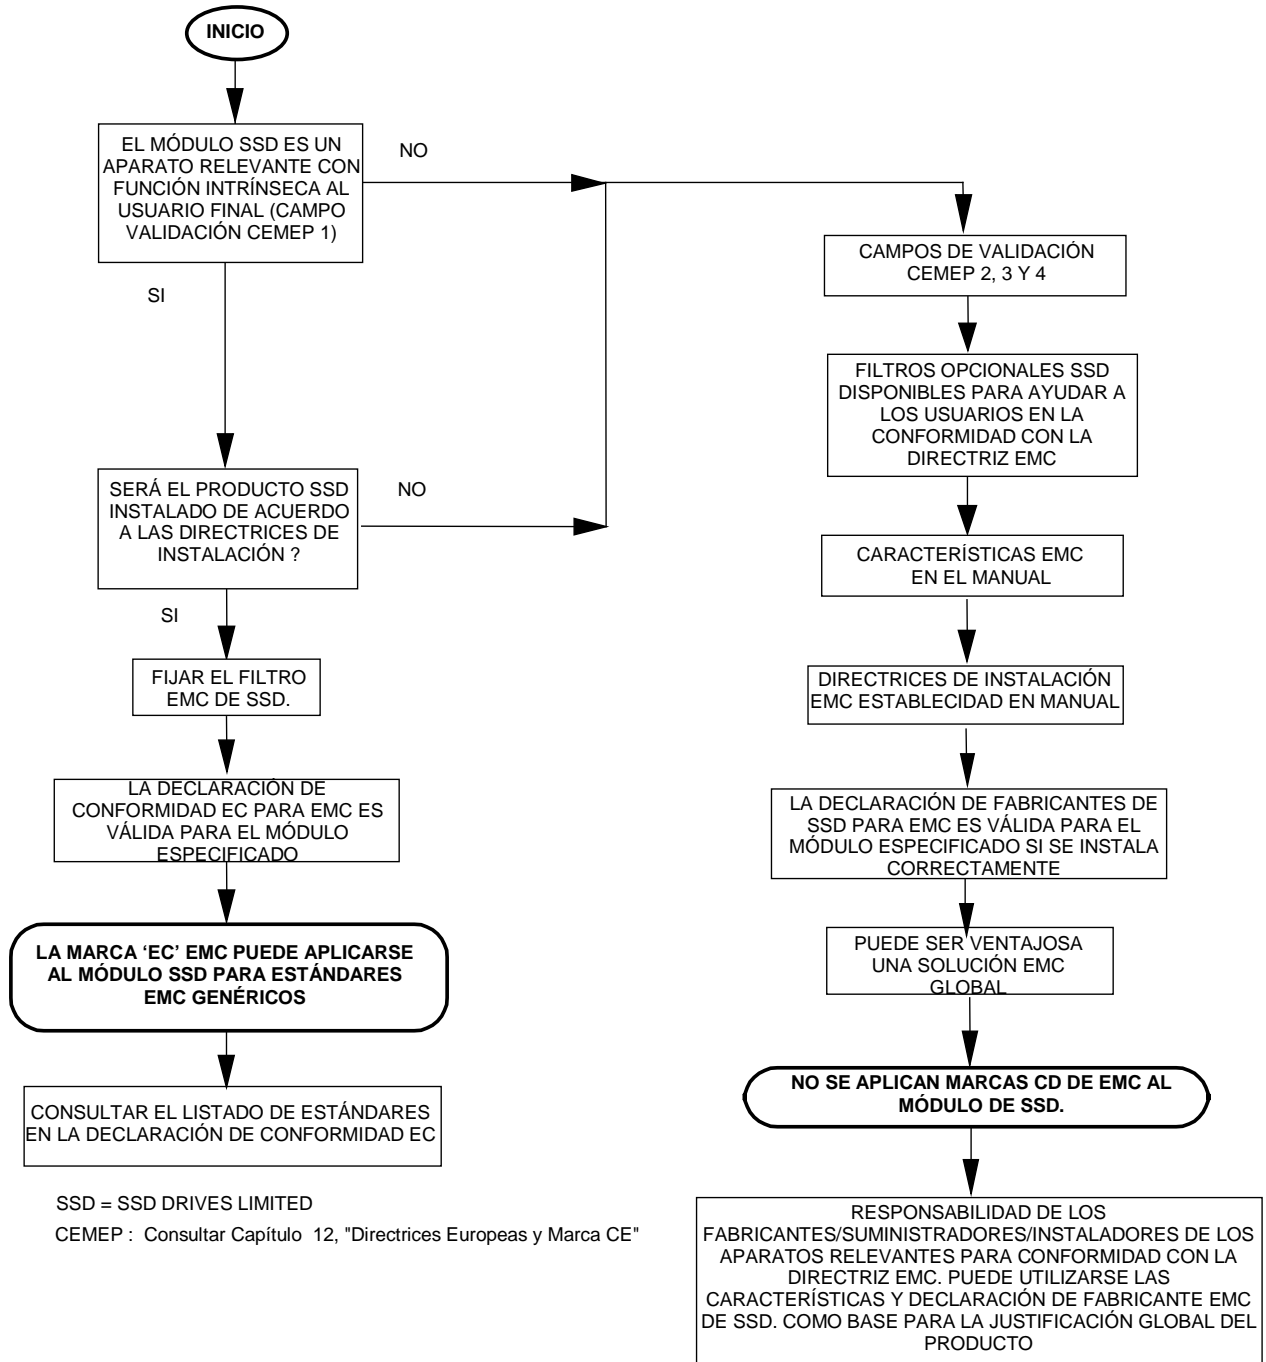 INICIO
EL MÓDULO SSD ES UN
APARATO RELEVANTE CON
FUNCIÓN INTRÍNSECA AL
USUARIO FINAL (CAMPO
VALIDACIÓN CEMEP 1)
NO
SI
SERÁ EL PRODUCTO SSD
INSTALADO DE ACUERDO
A LAS DIRECTRICES DE
INSTALACIÓN ?
NO
SI
FIJAR EL FILTRO
EMC DE SSD.
LA DECLARACIÓN DE
CONFORMIDAD EC PARA EMC ES
VÁLIDA PARA EL MÓDULO
ESPECIFICADO
LA MARCA ‘EC’ EMC PUEDE APLICARSE
AL MÓDULO SSD PARA ESTÁNDARES
EMC GENÉRICOS
CONSULTAR EL LISTADO DE ESTÁNDARES
EN LA DECLARACIÓN DE CONFORMIDAD EC
SSD = SSD DRIVES LIMITED
CEMEP : Consultar Capítulo 12, "Directrices Europeas y Marca CE"
CAMPOS DE VALIDACIÓN
CEMEP 2, 3 Y 4
FILTROS OPCIONALES SSD
DISPONIBLES PARA AYUDAR A
LOS USUARIOS EN LA
CONFORMIDAD CON LA
DIRECTRIZ EMC
CARACTERÍSTICAS EMC
EN EL MANUAL
DIRECTRICES DE INSTALACIÓN
EMC ESTABLECIDAD EN MANUAL
LA DECLARACIÓN DE FABRICANTES DE
SSD PARA EMC ES VÁLIDA PARA EL
MÓDULO ESPECIFICADO SI SE INSTALA
CORRECTAMENTE
PUEDE SER VENTAJOSA
UNA SOLUCIÓN EMC
GLOBAL
NO SE APLICAN MARCAS CD DE EMC AL
MÓDULO DE SSD.
RESPONSABILIDAD DE LOS
FABRICANTES/SUMINISTRADORES/INSTALADORES DE LOS
APARATOS RELEVANTES PARA CONFORMIDAD CON LA
DIRECTRIZ EMC. PUEDE UTILIZARSE LAS
CARACTERÍSTICAS Y DECLARACIÓN DE FABRICANTE EMC
DE SSD. COMO BASE PARA LA JUSTIFICACIÓN GLOBAL DEL
PRODUCTO